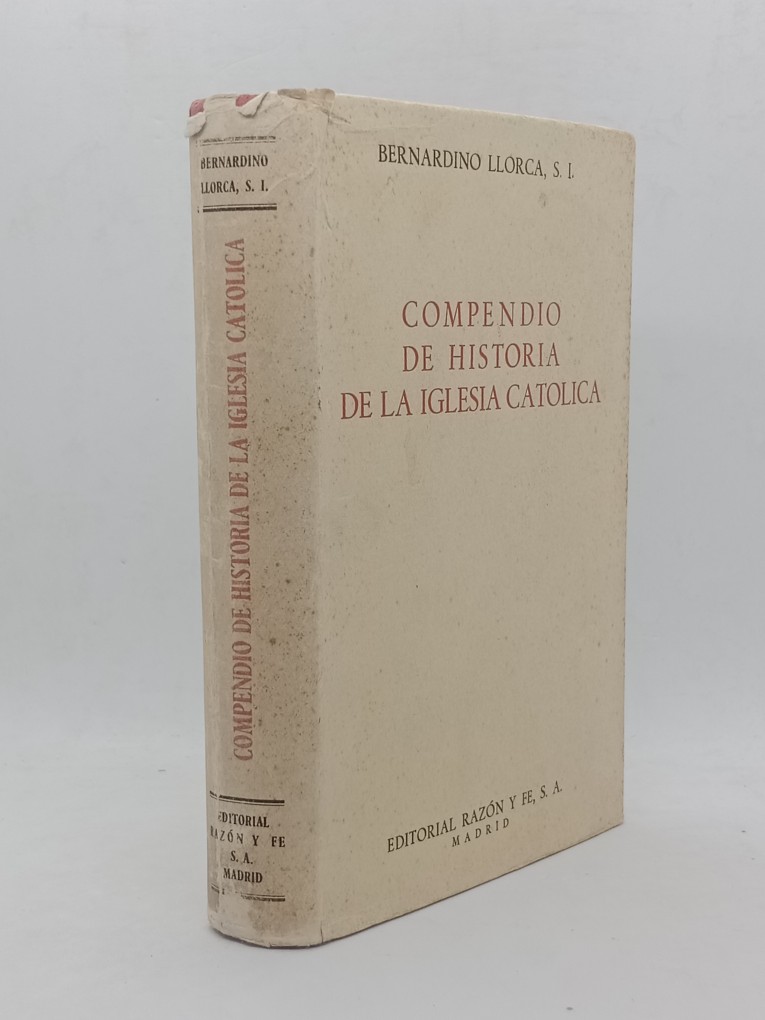 BERNARDINO
LLORCA, S. I.
COMPENDIO DE HISTORIA DE LA IGLESIA CATOLICA
EDITORIAL
RAZÓN Y FE
S. A.
MADRID
BERNARDINO LLORCA, S. I.
COMPENDIO
DE HISTORIA
DE LA IGLESIA CATOLICA
EDITORIAL RAZÓN Y FE, S. A.
MADRID